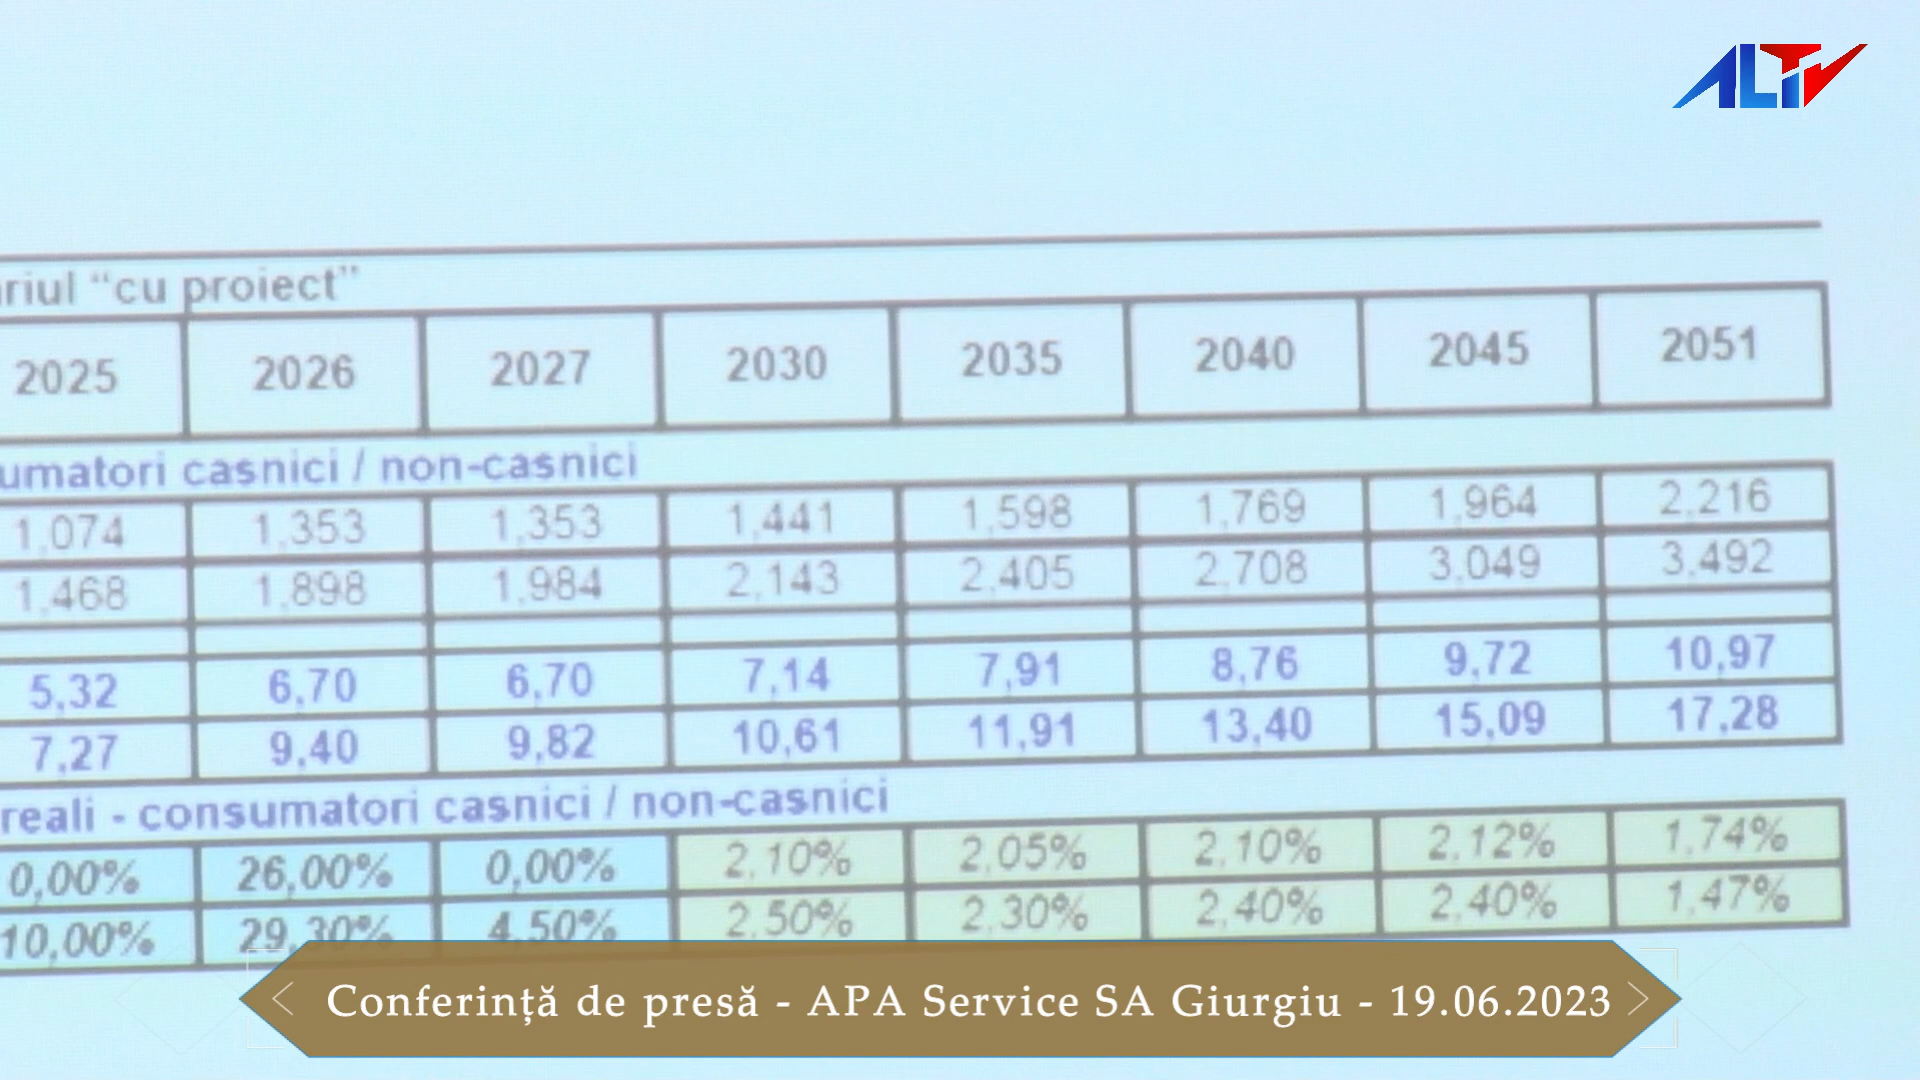 ALTV
riul “cu proiect”
2025 2026 2027 2030 2035 2040 2045 2051
umatori casnici / non-casnici
1,074 1,353 1,353 1,441 1,598 1,769 1,964 2,216
1,468 1,898 1,984 2,143 2,405 2,708 3,049 3,492
5,32 6,70 6,70 7,14 7,91 8,76 9,72 10,97
7,27 9,40 9,82 10,61 11,91 13,40 15,09 17,28
reali - consumatori casnici / non-casnici
0,00% 26,00% 0,00% 2,10% 2,05% 2,10% 2,12% 1,74%
10,00% 29,30% 4,50% 2,50% 2,30% 2,40% 2,40% 1,47%
Conferință de presă - APA Service SA Giurgiu - 19.06.2023